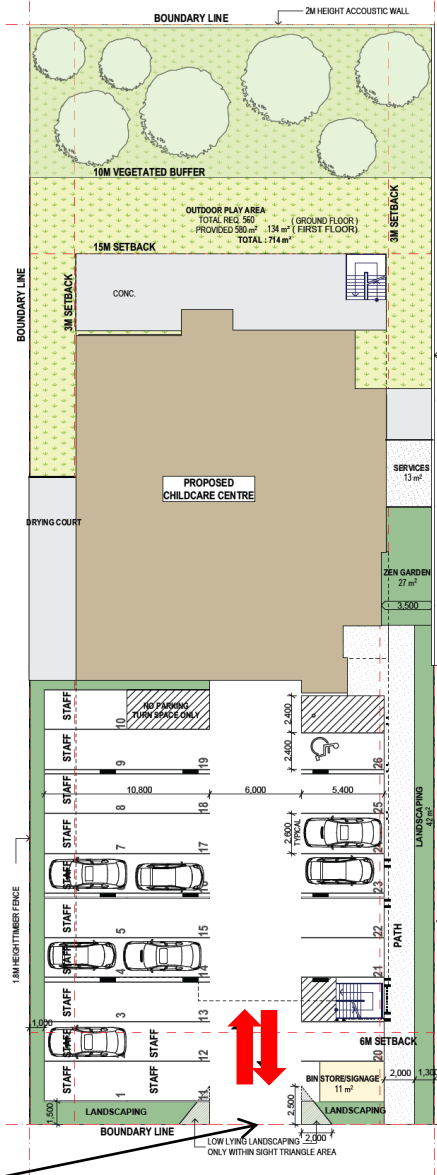 BOUNDARY LINE
2M HEIGHT ACCOUSTIC WALL
10M VEGETATED BUFFER
OUTDOOR PLAY AREA
TOTAL REQ. 560
PROVIDED 580 m² (GROUND FLOOR)
134 m² (FIRST FLOOR)
TOTAL : 714 m²
15M SETBACK
3M SETBACK
BOUNDARY LINE
3M SETBACK
CONC.
PROPOSED
CHILDCARE CENTRE
SERVICES
13 m²
DRYING COURT
ZEN GARDEN
27 m²
3,500
STAFF
10
NO PARKING
TURN SPACE ONLY
2.400
STAFF
9
19
2.400
26
10,800
6,000
5,400
STAFF
8
18
25
LANDSCAPING
42 m²
STAFF
7
17
2.600
TYPICAL
STAFF
16
23
1.8M HEIGHT TIMBER FENCE
STAFF
5
15
22
PATH
STAFF
4
14
21
STAFF
3
13
1,000
6M SETBACK
STAFF
STAFF
12
20
STAFF
1
STAFF
11
BIN STORE/SIGNAGE
11 m²
2,000
1,300
1,500
LANDSCAPING
2,500
LANDSCAPING
BOUNDARY LINE
2,000
LOW LYING LANDSCAPING
ONLY WITHIN SIGHT TRIANGLE AREA